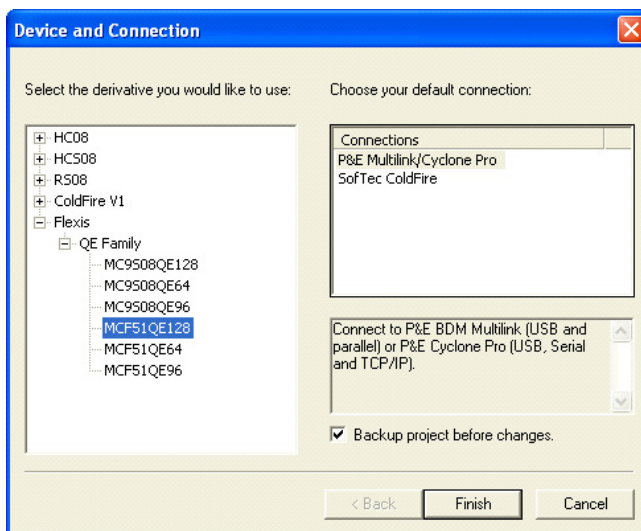 Device and Connection
Select the derivative you would like to use:
HC08
HCS08
RS08
ColdFire V1
Flexis
QE Family
MC9S08QE128
MC9S08QE64
MC9S08QE96
MCF51QE128
MCF51QE64
MCF51QE96
Choose your default connection:
Connections
P&E Multilink/Cyclone Pro
SofTec ColdFire
Connect to P&E BDM Multilink (USB and
parallel) or P&E Cyclone Pro (USB, Serial
and TCP/IP).
Backup project before changes.
< Back
Finish
Cancel